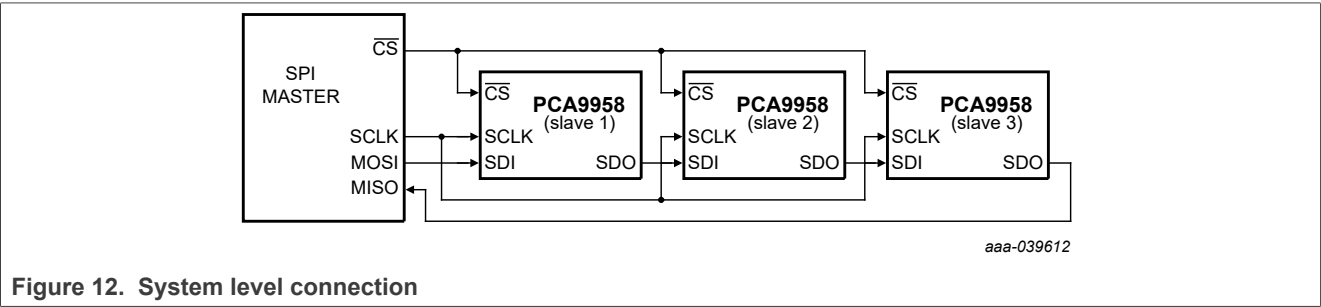 CS
SPI
MASTER
SCLK
MOSI
MISO
CS
PCA9958
(slave 1)
SCLK
SDI
SDO
CS
PCA9958
(slave 2)
SCLK
SDI
SDO
CS
PCA9958
(slave 3)
SCLK
SDI
SDO
aaa-039612
Figure 12. System level connection